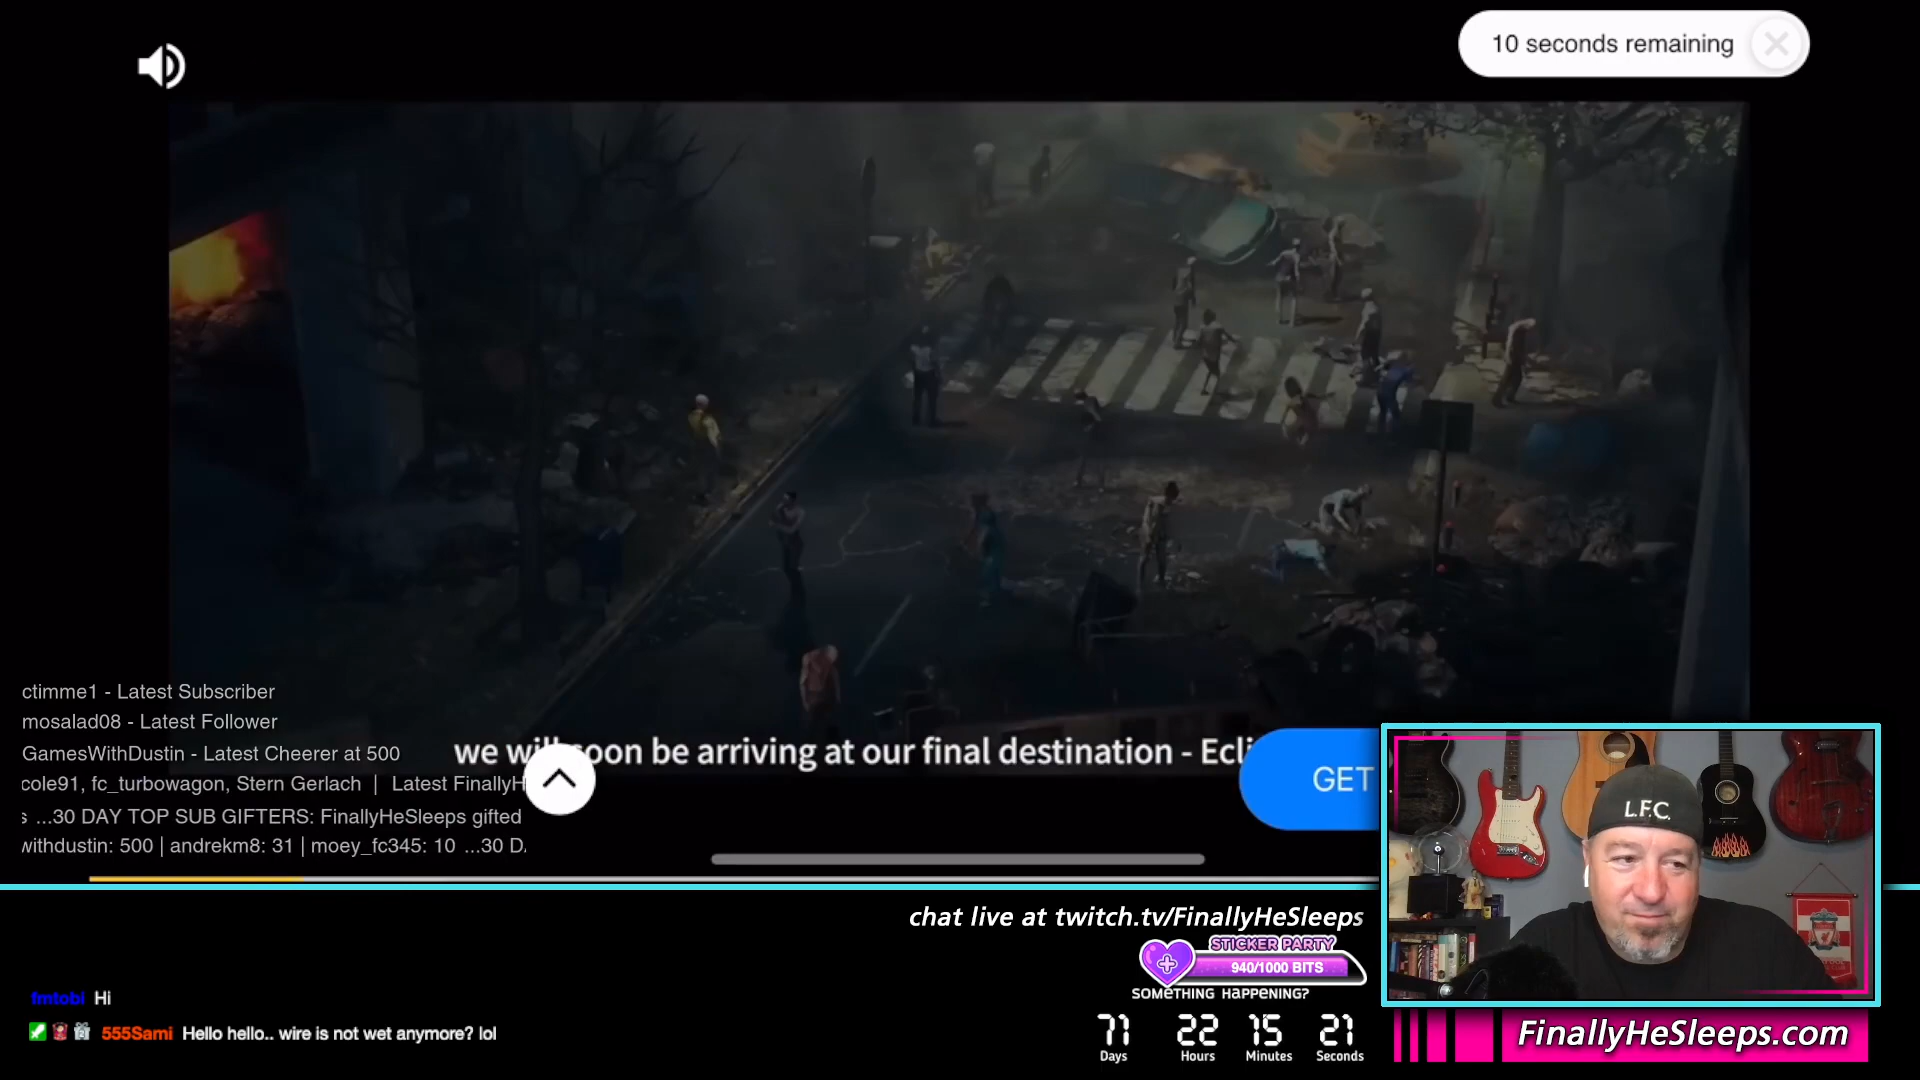 10 seconds remaining
ctimme1 - Latest Subscriber
mosalad08 - Latest Follower
GamesWithDustin - Latest Cheerer at 500
we will soon be arriving at our final destination - Ecli
GET
cole91, fc_turbowagon, Stern Gerlach | Latest FinallyH
s ...30 DAY TOP SUB GIFTERS: FinallyHeSleeps gifted
withdustin: 500 | andrekm8: 31 | moey_fc345: 10 ...30 D
L.F.C.
chat live at twitch.tv/FinallyHeSleeps
STICKER PARTY
940/1000 BITS
SOMETHING HAPPENING?
fmtobi Hi
555Sami Hello hello.. wire is not wet anymore? lol
71 22 15 21
Days Hours Minutes Seconds
FinallyHeSleeps.com